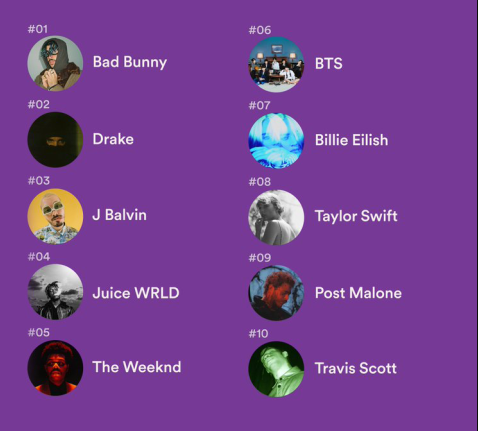 #01
Bad Bunny
#02
Drake
#03
J Balvin
#04
Juice WRLD
#05
The Weeknd
#06
BTS
#07
Billie Eilish
#08
Taylor Swift
#09
Post Malone
#10
Travis Scott